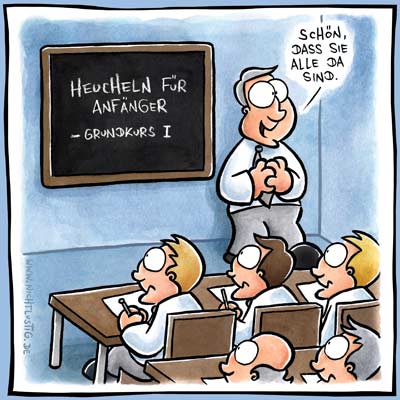 HEUCHELN FÜR
ANFÄNGER
- GRUNDKURS I
SCHÖN,
DASS SIE
ALLE DA
SIND.
WWW.NICHTLUSTIG.DE